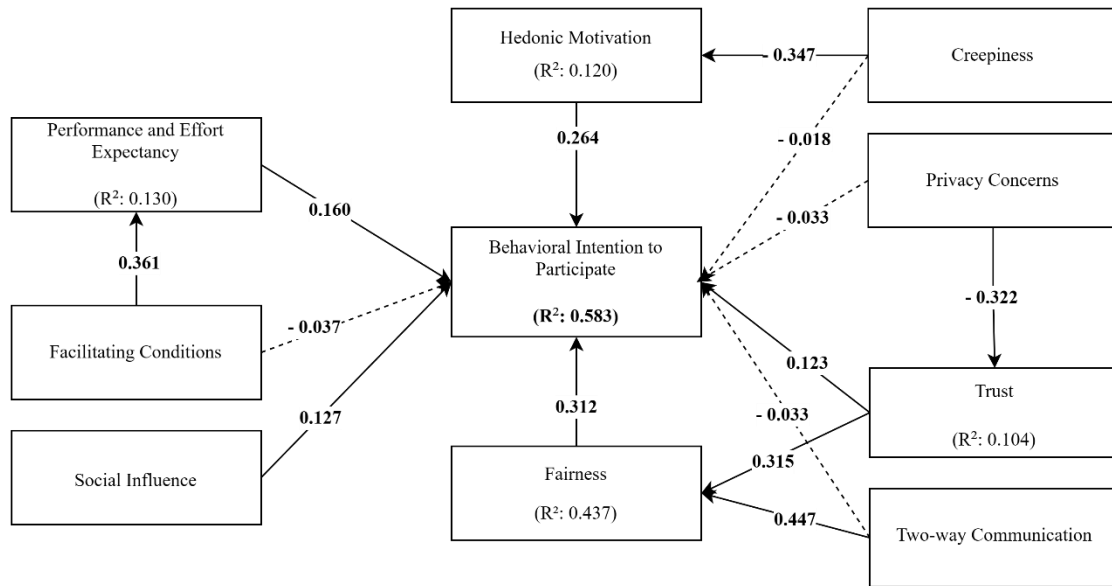 Hedonic Motivation
(R²: 0.120)
- 0.347
Creepiness
Performance and Effort
Expectancy
(R²: 0.130)
0.264
- 0.018
Privacy Concerns
0.160
- 0.033
Behavioral Intention to
Participate
(R²: 0.583)
0.361
- 0.322
Facilitating Conditions
- 0.037
0.123
Trust
(R²: 0.104)
0.312
- 0.033
0.127
0.315
Social Influence
Fairness
(R²: 0.437)
0.447
Two-way Communication